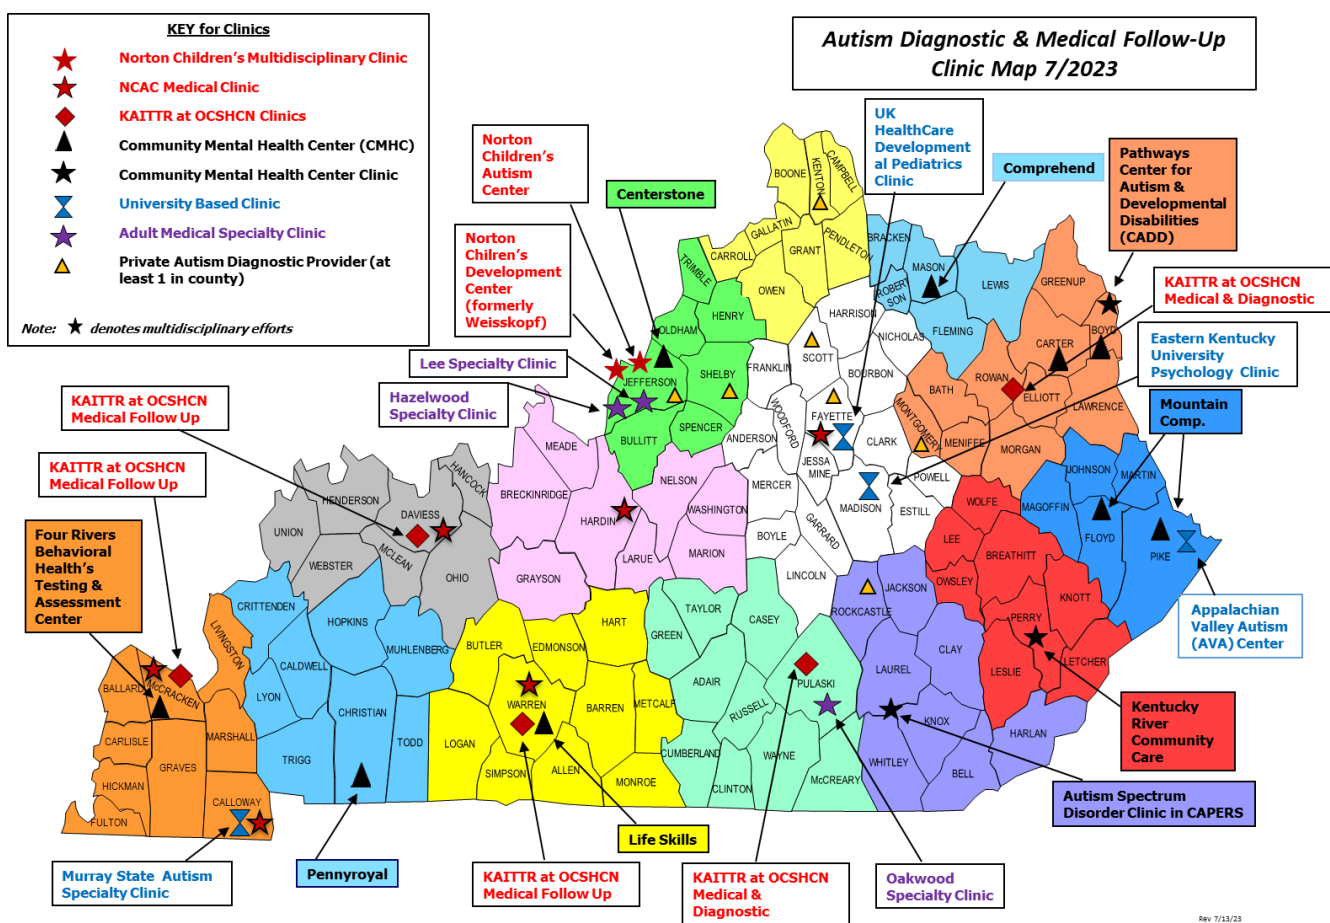 KEY for Clinics
Norton Children's Multidisciplinary Clinic
NCAC Medical Clinic
KAITTR at OCSHCN Clinics
Community Mental Health Center (CMHC)
Community Mental Health Center Clinic
University Based Clinic
Adult Medical Specialty Clinic
Private Autism Diagnostic Provider (at
least 1 in county)
Note: ★ denotes multidisciplinary efforts
Autism Diagnostic & Medical Follow-Up
Clinic Map 7/2023
Norton
Children's
Autism
Center
Centerstone
UK
HealthCare
Development
al Pediatrics
Clinic
Comprehend
Pathways
Center for
Autism &
Developmental
Disabilities
(CADD)
Norton
Chilren's
Development
Center
(formerly
Weisskopf)
KAITTR at OCSHCN
Medical & Diagnostic
Eastern Kentucky
University
Psychology Clinic
Lee Specialty Clinic
Hazelwood
Specialty Clinic
KAITTR at OCSHCN
Medical Follow Up
KAITTR at OCSHCN
Medical Follow Up
Mountain
Comp.
Four Rivers
Behavioral
Health's
Testing &
Assessment
Center
Appalachian
Valley Autism
(AVA) Center
Kentucky
River
Community
Care
Autism Spectrum
Disorder Clinic in CAPERS
Life Skills
Pennyroyal
Murray State Autism
Specialty Clinic
KAITTR at OCSHCN
Medical Follow Up
KAITTR at OCSHCN
Medical &
Diagnostic
Oakwood
Specialty Clinic
BOONE
KENTON
CAMPBELL
GALLATIN
CARROLL
GRANT
PENDLETON
OWEN
BRACKEN
MASON
ROBERT
SON
LEWIS
FLEMING
GREENUP
BOYD
CARTER
ROWAN
ELLIOTT
BATH
LAWRENCE
MONTGOMERY
MENIFFE
MORGAN
TRIMBLE
OLDHAM
HENRY
JEFFERSON
SHELBY
SPENCER
BULLITT
HARRISON
NICHOLAS
SCOTT
FRANKLIN
BOURBON
WOODFORD
FAYETTE
CLARK
ANDERSON
JESSA
MINE
POWELL
MERCER
MADISON
ESTILL
GARRARD
BOYLE
LINCOLN
JOHNSON
MARTIN
MAGOFFIN
FLOYD
PIKE
WOLFE
LEE
BREATHITT
OWSLEY
KNOTT
PERRY
LESLIE
LETCHER
MEADE
BRECKINRIDGE
HARDIN
NELSON
WASHINGTON
LARUE
MARION
GRAYSON
HANCOCK
HENDERSON
DAVIESS
UNION
MCLEAN
WEBSTER
OHIO
CRITTENDEN
HOPKINS
MUHLENBERG
CALDWELL
LYON
CHRISTIAN
TRIGG
TODD
LIVINGSTON
BALLARD
McCRACKEN
CARLISLE
MARSHALL
GRAVES
HICKMAN
FULTON
CALLOWAY
BUTLER
EDMONSON
HART
WARREN
BARREN
METCALF
LOGAN
SIMPSON
ALLEN
MONROE
TAYLOR
GREEN
CASEY
ADAIR
PULASKI
RUSSELL
CUMBERLAND
WAYNE
CLINTON
McCREARY
ROCKCASTLE
JACKSON
LAUREL
CLAY
KNOX
WHITLEY
BELL
HARLAN
Rev 7/13/23